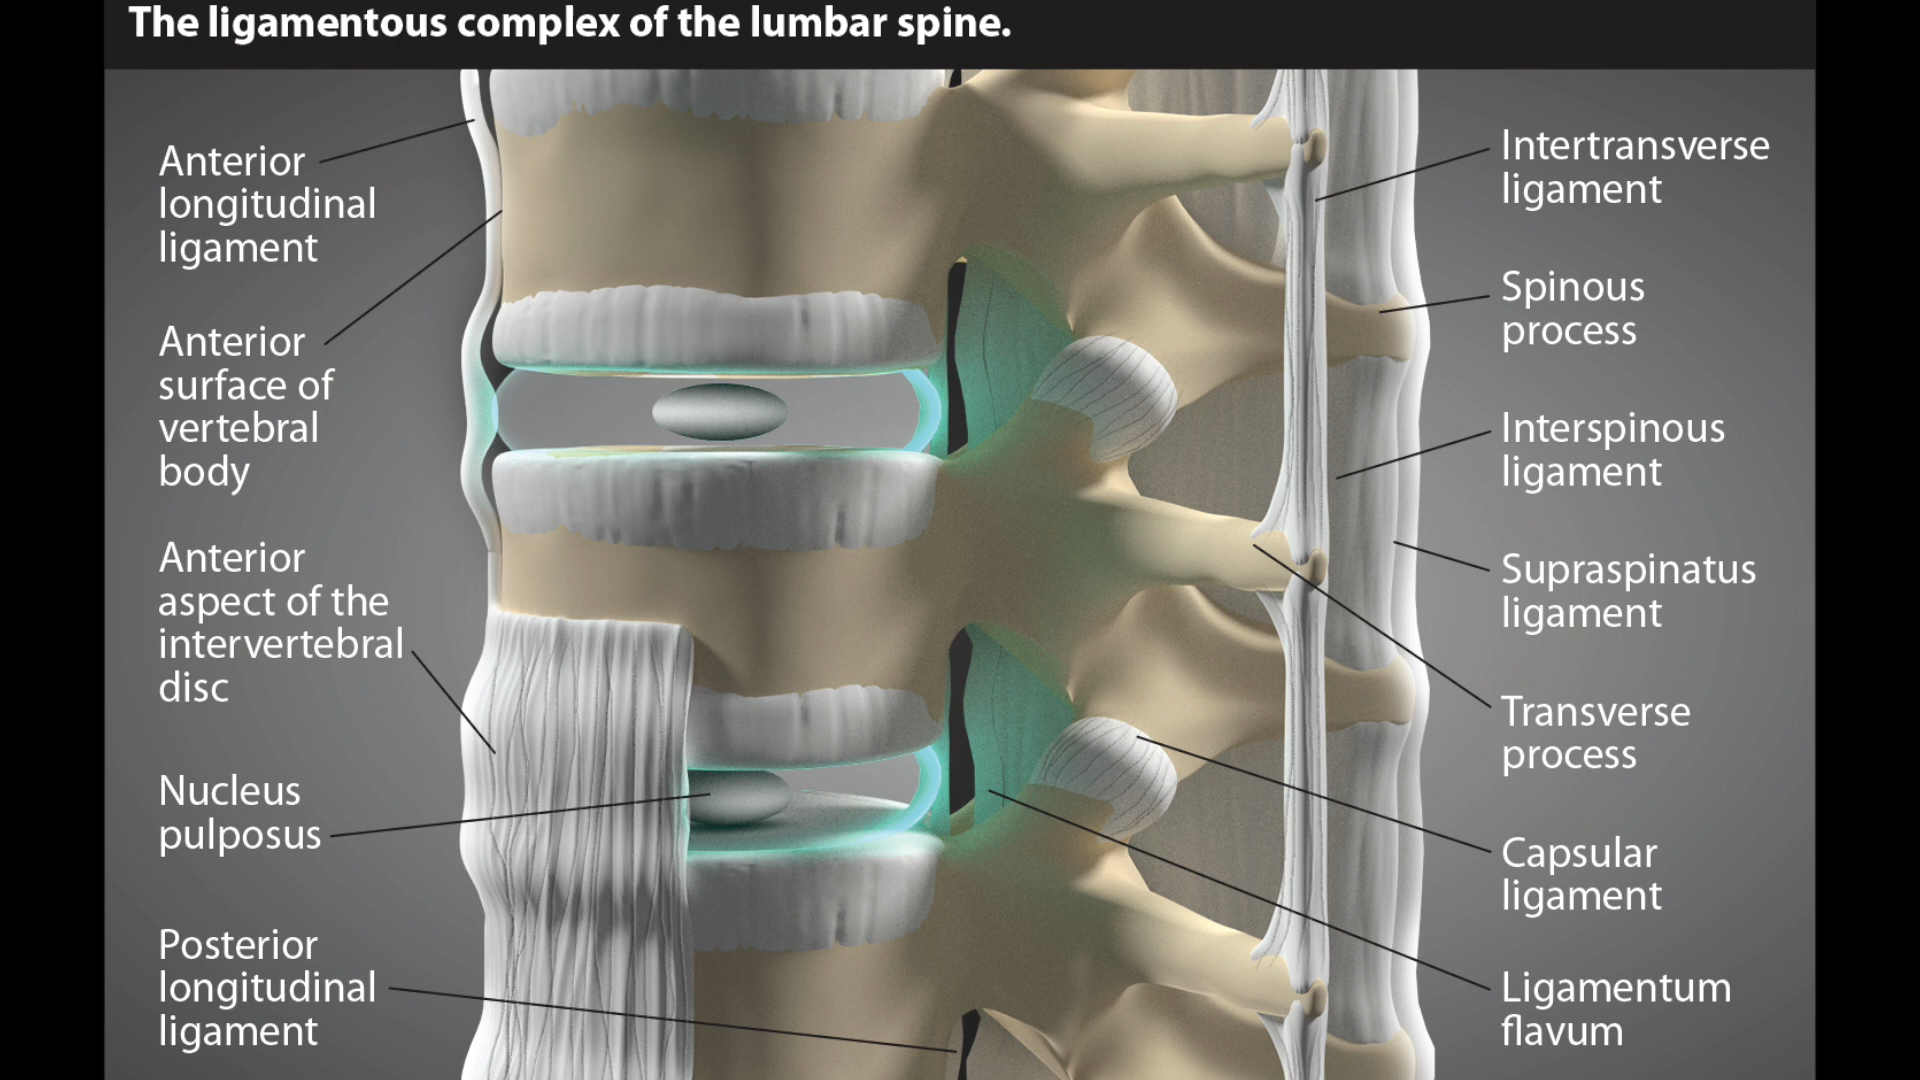 The ligamentous complex of the lumbar spine.
Anterior
longitudinal
ligament
Anterior
surface of
vertebral
body
Anterior
aspect of the
intervertebral
disc
Nucleus
pulposus
Posterior
longitudinal
ligament
Intertransverse
ligament
Spinous
process
Interspinous
ligament
Supraspinatus
ligament
Transverse
process
Capsular
ligament
Ligamentum
flavum